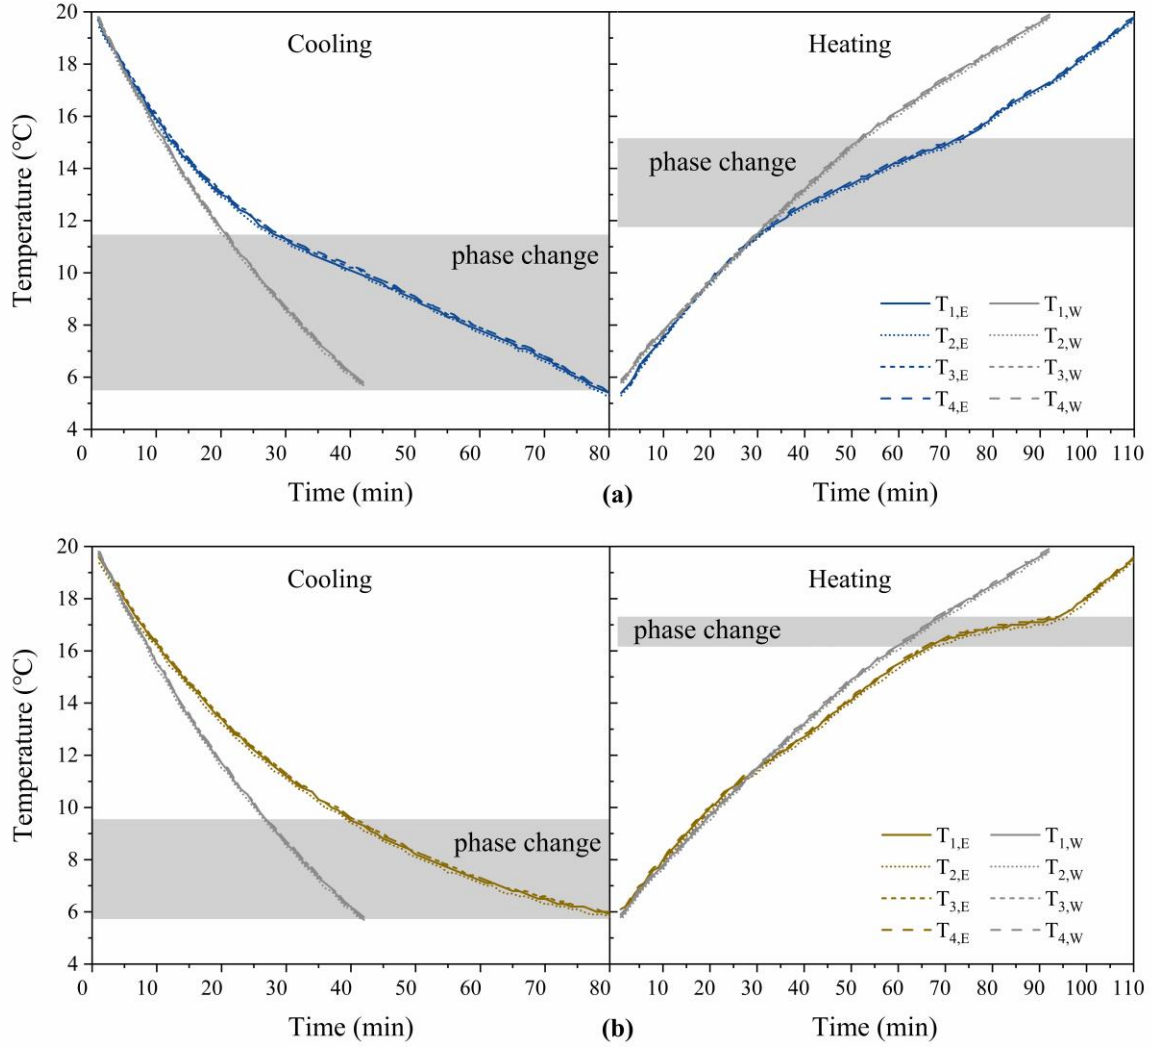 20
18
16
14
12
10
8
6
4
Temperature (°C)
Cooling
phase change
0 10 20 30 40 50 60 70 80
Time (min)
Heating
phase change
T1,E T1,W
T2,E T2,W
T3,E T3,W
T4,E T4,W
10 20 30 40 50 60 70 80 90 100 110
Time (min)
(a)
20
18
16
14
12
10
8
6
4
Temperature (°C)
Cooling
phase change
0 10 20 30 40 50 60 70 80
Time (min)
Heating
phase change
T1,E T1,W
T2,E T2,W
T3,E T3,W
T4,E T4,W
10 20 30 40 50 60 70 80 90 100 110
Time (min)
(b)